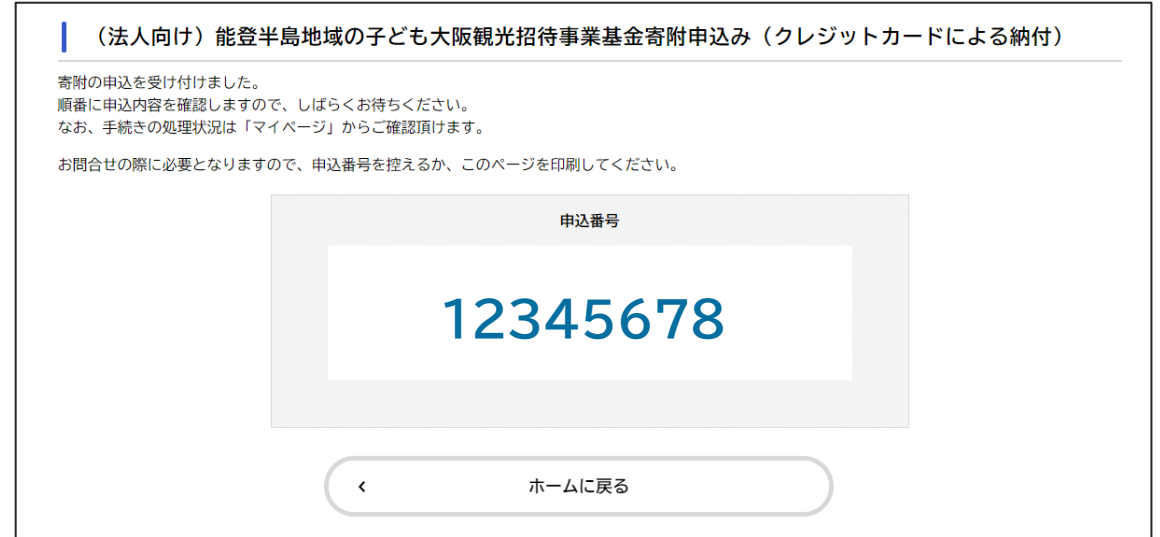 （法人向け）能登半島地域の子ども大阪観光招待事業基金寄附申込み（クレジットカードによる納付）
寄附の申込を受け付けました。
順番に申込内容を確認しますので、しばらくお待ちください。
なお、手続きの処理状況は「マイページ」からご確認頂けます。
お問合せの際に必要となりますので、申込番号を控えるか、このページを印刷してください。
申込番号
12345678
ホームに戻る